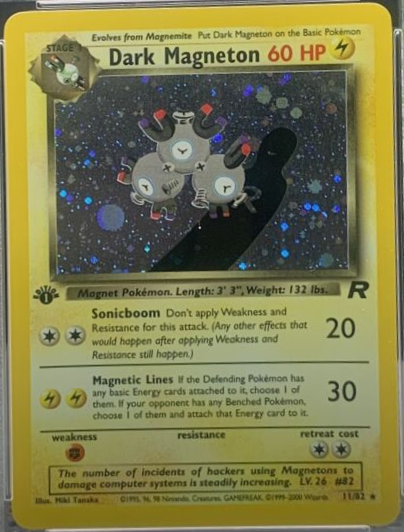 Evolves from Magnemite Put Dark Magneton on the Basic Pokémon
STAGE 1
Dark Magneton 60 HP
EDITION
1
Magnet Pokémon. Length: 3' 3", Weight: 132 lbs.
R
Sonicboom Don't apply Weakness and
Resistance for this attack. (Any other effects that
would happen after applying Weakness and
Resistance still happen.)
20
Magnetic Lines If the Defending Pokémon has
any basic Energy cards attached to it, choose 1 of
them. If your opponent has any Benched Pokémon,
choose 1 of them and attach that Energy card to it.
30
weakness resistance retreat cost
The number of incidents of hackers using Magnetons to
damage computer systems is steadily increasing. LV. 26 #82
Illus. Miki Tanaka ©1995, 96, 98 Nintendo, Creatures, GAMEFREAK. ©1999-2000 Wizards. 11/82 ★